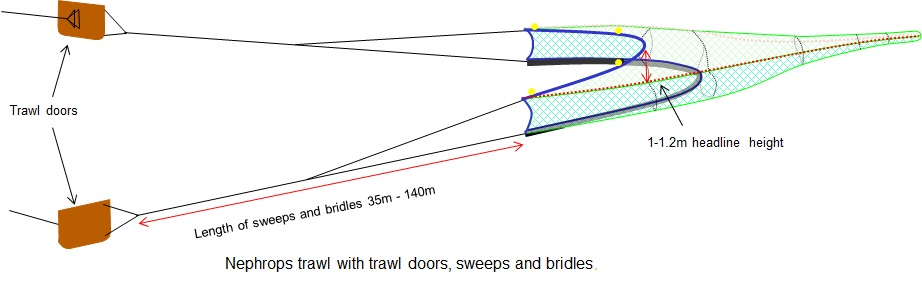 Trawl doors
1-1.2m headline height
Length of sweeps and bridles 35m - 140m
Nephrops trawl with trawl doors, sweeps and bridles.